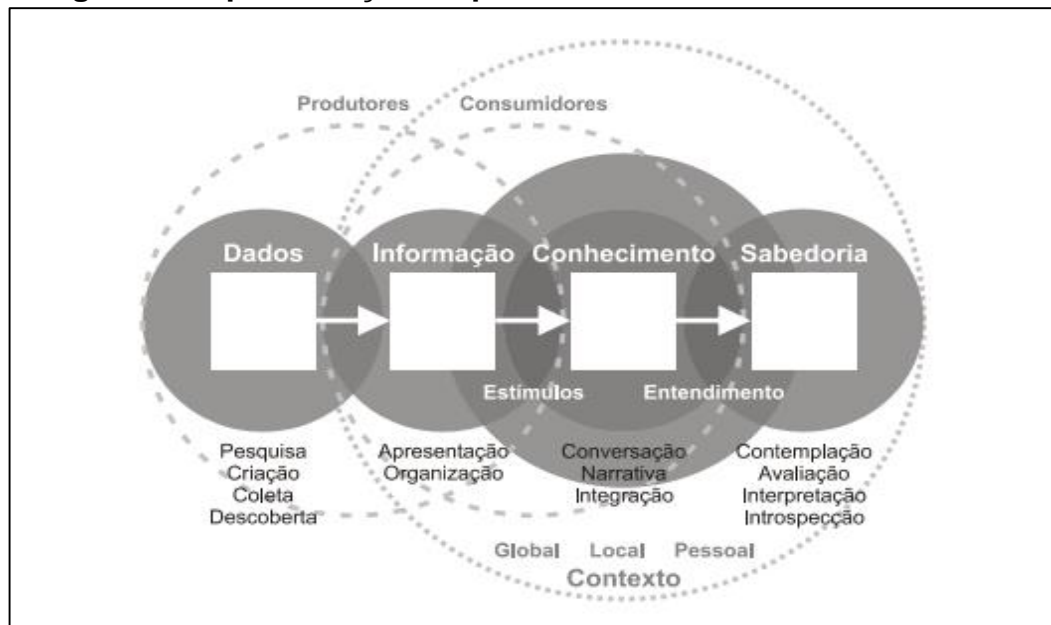 Produtores Consumidores
Dados Informação Conhecimento Sabedoria
Estímulos Entendimento
Pesquisa
Criação
Coleta
Descoberta
Apresentação
Organização
Conversação
Narrativa
Integração
Contemplação
Avaliação
Interpretação
Introspecção
Global Local Pessoal
Contexto